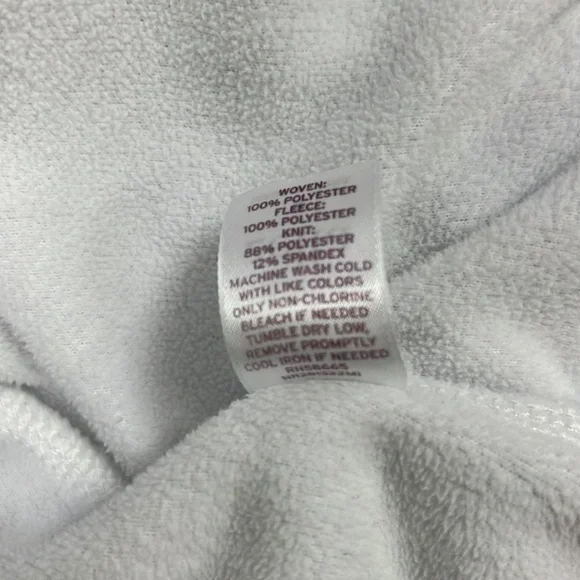 WOVEN:
100% POLYESTER
FLEECE:
100% POLYESTER
KNIT:
88% POLYESTER
12% SPANDEX
MACHINE WASH COLD
WITH LIKE COLORS
ONLY NON-CHLORINE
BLEACH IF NEEDED
TUMBLE DRY LOW,
REMOVE PROMPTLY
COOL IRON IF NEEDED
RN58665